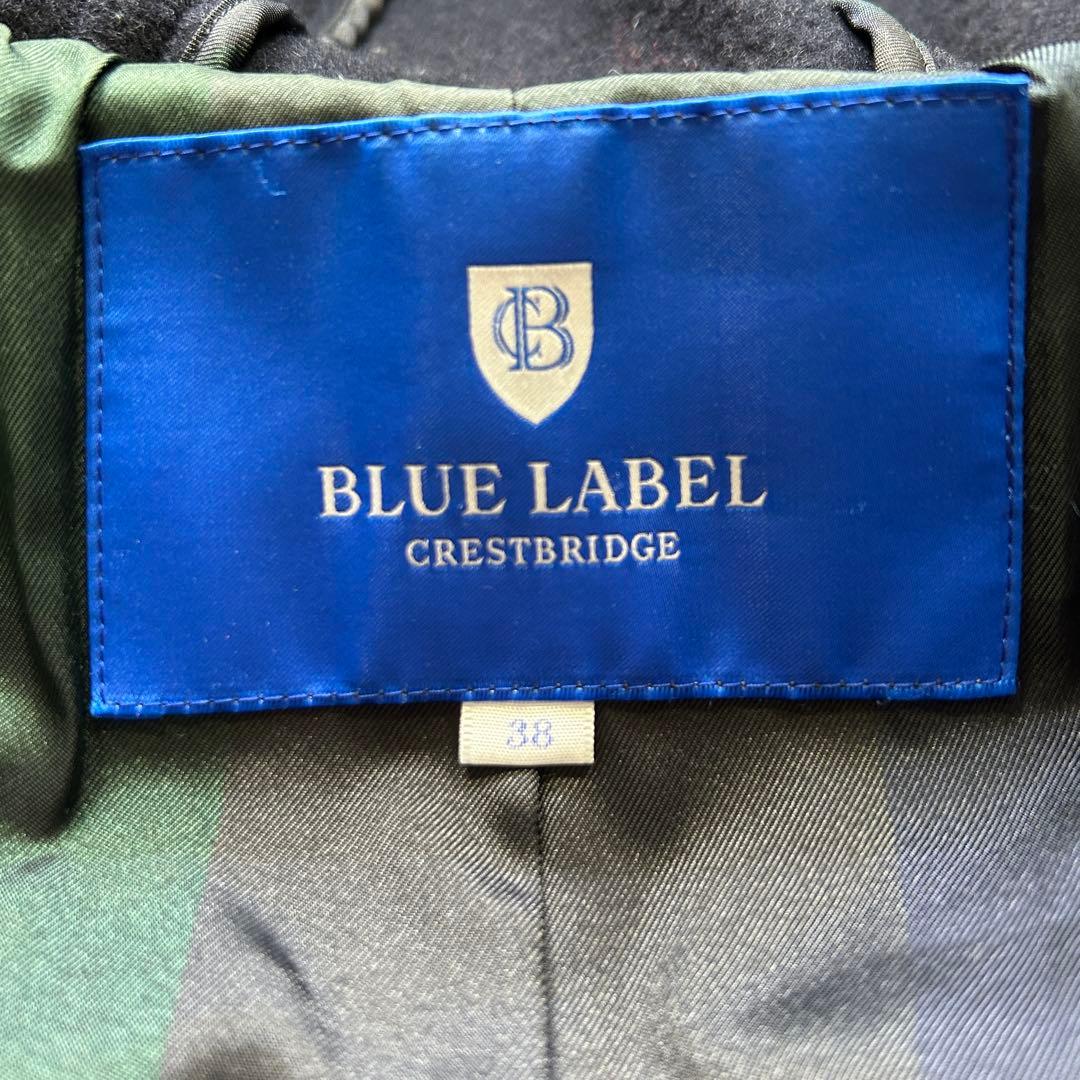 CB
BLUE LABEL
CRESTBRIDGE
38